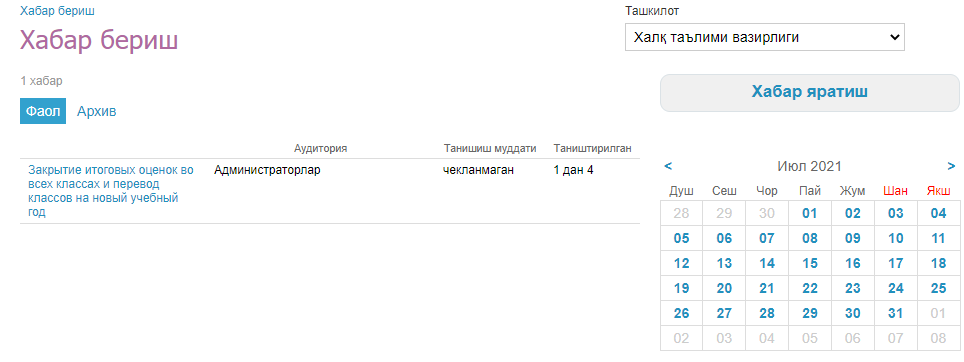 Хабар бериш
Ташкилот
Хабар бериш
Халқ таълими вазирлиги
1 хабар
Хабар яратиш
Фаол Архив
Аудитория Танишиш муддати Таништирилган
Закрытие итоговых оценок во
всех классах и перевод
классов на новый учебный
год
Администраторлар чекланмаган 1 дан 4
< Июл 2021 >
Душ Сеш Чор Пай Жум Шан Якш
28 29 30 01 02 03 04
05 06 07 08 09 10 11
12 13 14 15 16 17 18
19 20 21 22 23 24 25
26 27 28 29 30 31 01
02 03 04 05 06 07 08